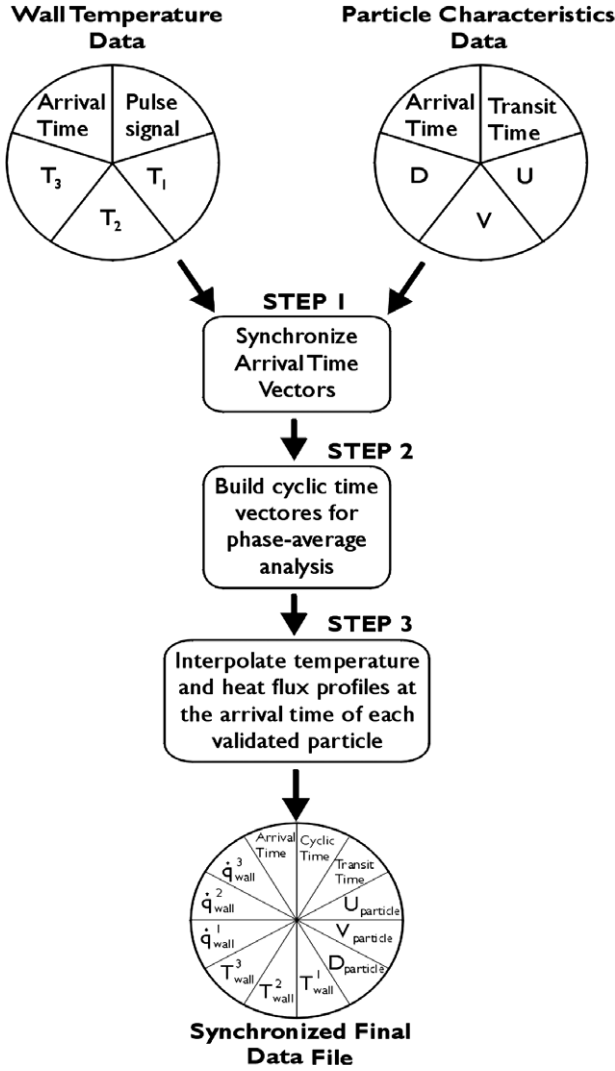 Wall Temperature
Data
Particle Characteristics
Data
Arrival
Time
Pulse
signal
T3
T1
T2
Arrival
Time
Transit
Time
D
U
V
STEP 1
Synchronize
Arrival Time
Vectors
STEP 2
Build cyclic time
vectores for
phase-average
analysis
STEP 3
Interpolate temperature
and heat flux profiles at
the arrival time of each
validated particle
Arrival
Time
Cyclic
Time
Transit
Time
q̇³wall
Uparticle
q̇²wall
Vparticle
q̇¹wall
Dparticle
T³wall
T²wall
T¹wall
Synchronized Final
Data File